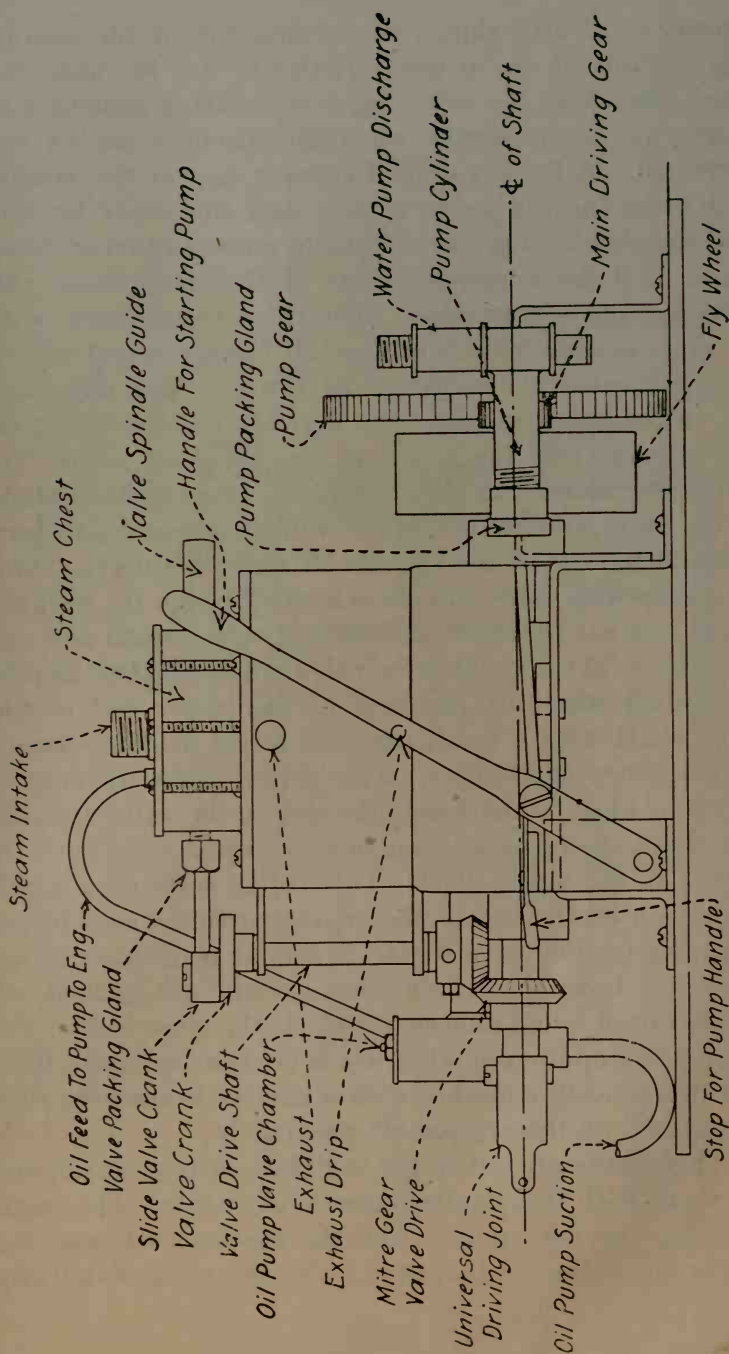 Steam Intake
Oil Feed To Pump To Eng.
Valve Packing Gland
Slide Valve Crank
Valve Crank
Valve Drive Shaft
Oil Pump Valve Chamber
Exhaust
Exhaust Drip
Mitre Gear
Valve Drive
Universal
Driving Joint
Oil Pump Suction
Steam Chest
Valve Spindle Guide
Handle For Starting Pump
Pump Packing Gland
Pump Gear
Water Pump Discharge
Pump Cylinder
℄ of Shaft
Main Driving Gear
Fly Wheel
Stop For Pump Handle